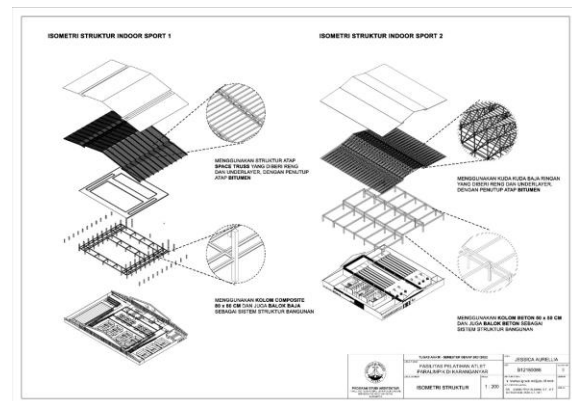 ISOMETRI STRUKTUR INDOOR SPORT 1
MENGGUNAKAN STRUKTUR ATAP
SPACE TRUSS YANG DIBERI RENG
DAN UNDERLAYER, DENGAN PENUTUP
ATAP BITUMEN
MENGGUNAKAN KOLOM COMPOSITE
80 x 80 CM DAN JUGA BALOK BAJA
SEBAGAI SISTEM STRUKTUR BANGUNAN
ISOMETRI STRUKTUR INDOOR SPORT 2
MENGGUNAKAN KUDA KUDA BAJA RINGAN
YANG DIBERI RENG DAN UNDERLAYER,
DENGAN PENUTUP ATAP BITUMEN
MENGGUNAKAN KOLOM BETON 50 x 50 CM
DAN JUGA BALOK BETON SEBAGAI
SISTEM STRUKTUR BANGUNAN
FASILITAS PELATIHAN ATLET
PARALIMPIK DI KARANGANYAR
ISOMETRI STRUKTUR
1 : 200
JESSICA AURELLIA